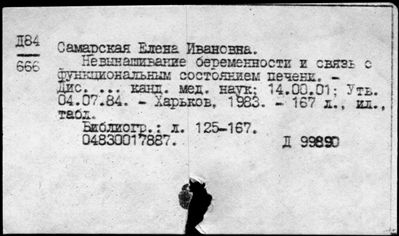 Д84
666
Самарская Елена Ивановна.
Невынашивание беременности и связь с
функциональным состоянием печени. -
Дис. ... канд. мед. наук: 14.00.01; Утв.
04.07.84. - Харьков, 1983. - 167 л., ил.,
табл.
Библиогр.: л. 125-167.
04830017887.
Д 99890